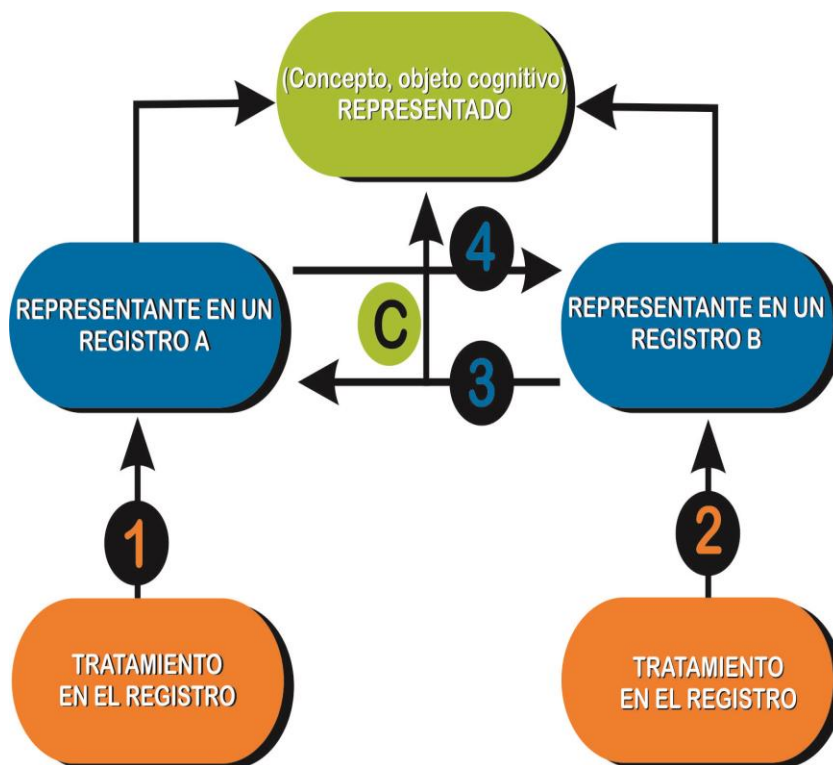 (Concepto, objeto cognitivo)
REPRESENTADO
4
REPRESENTANTE EN UN
REGISTRO A
C
REPRESENTANTE EN UN
REGISTRO B
3
1
2
TRATAMIENTO
EN EL REGISTRO
TRATAMIENTO
EN EL REGISTRO